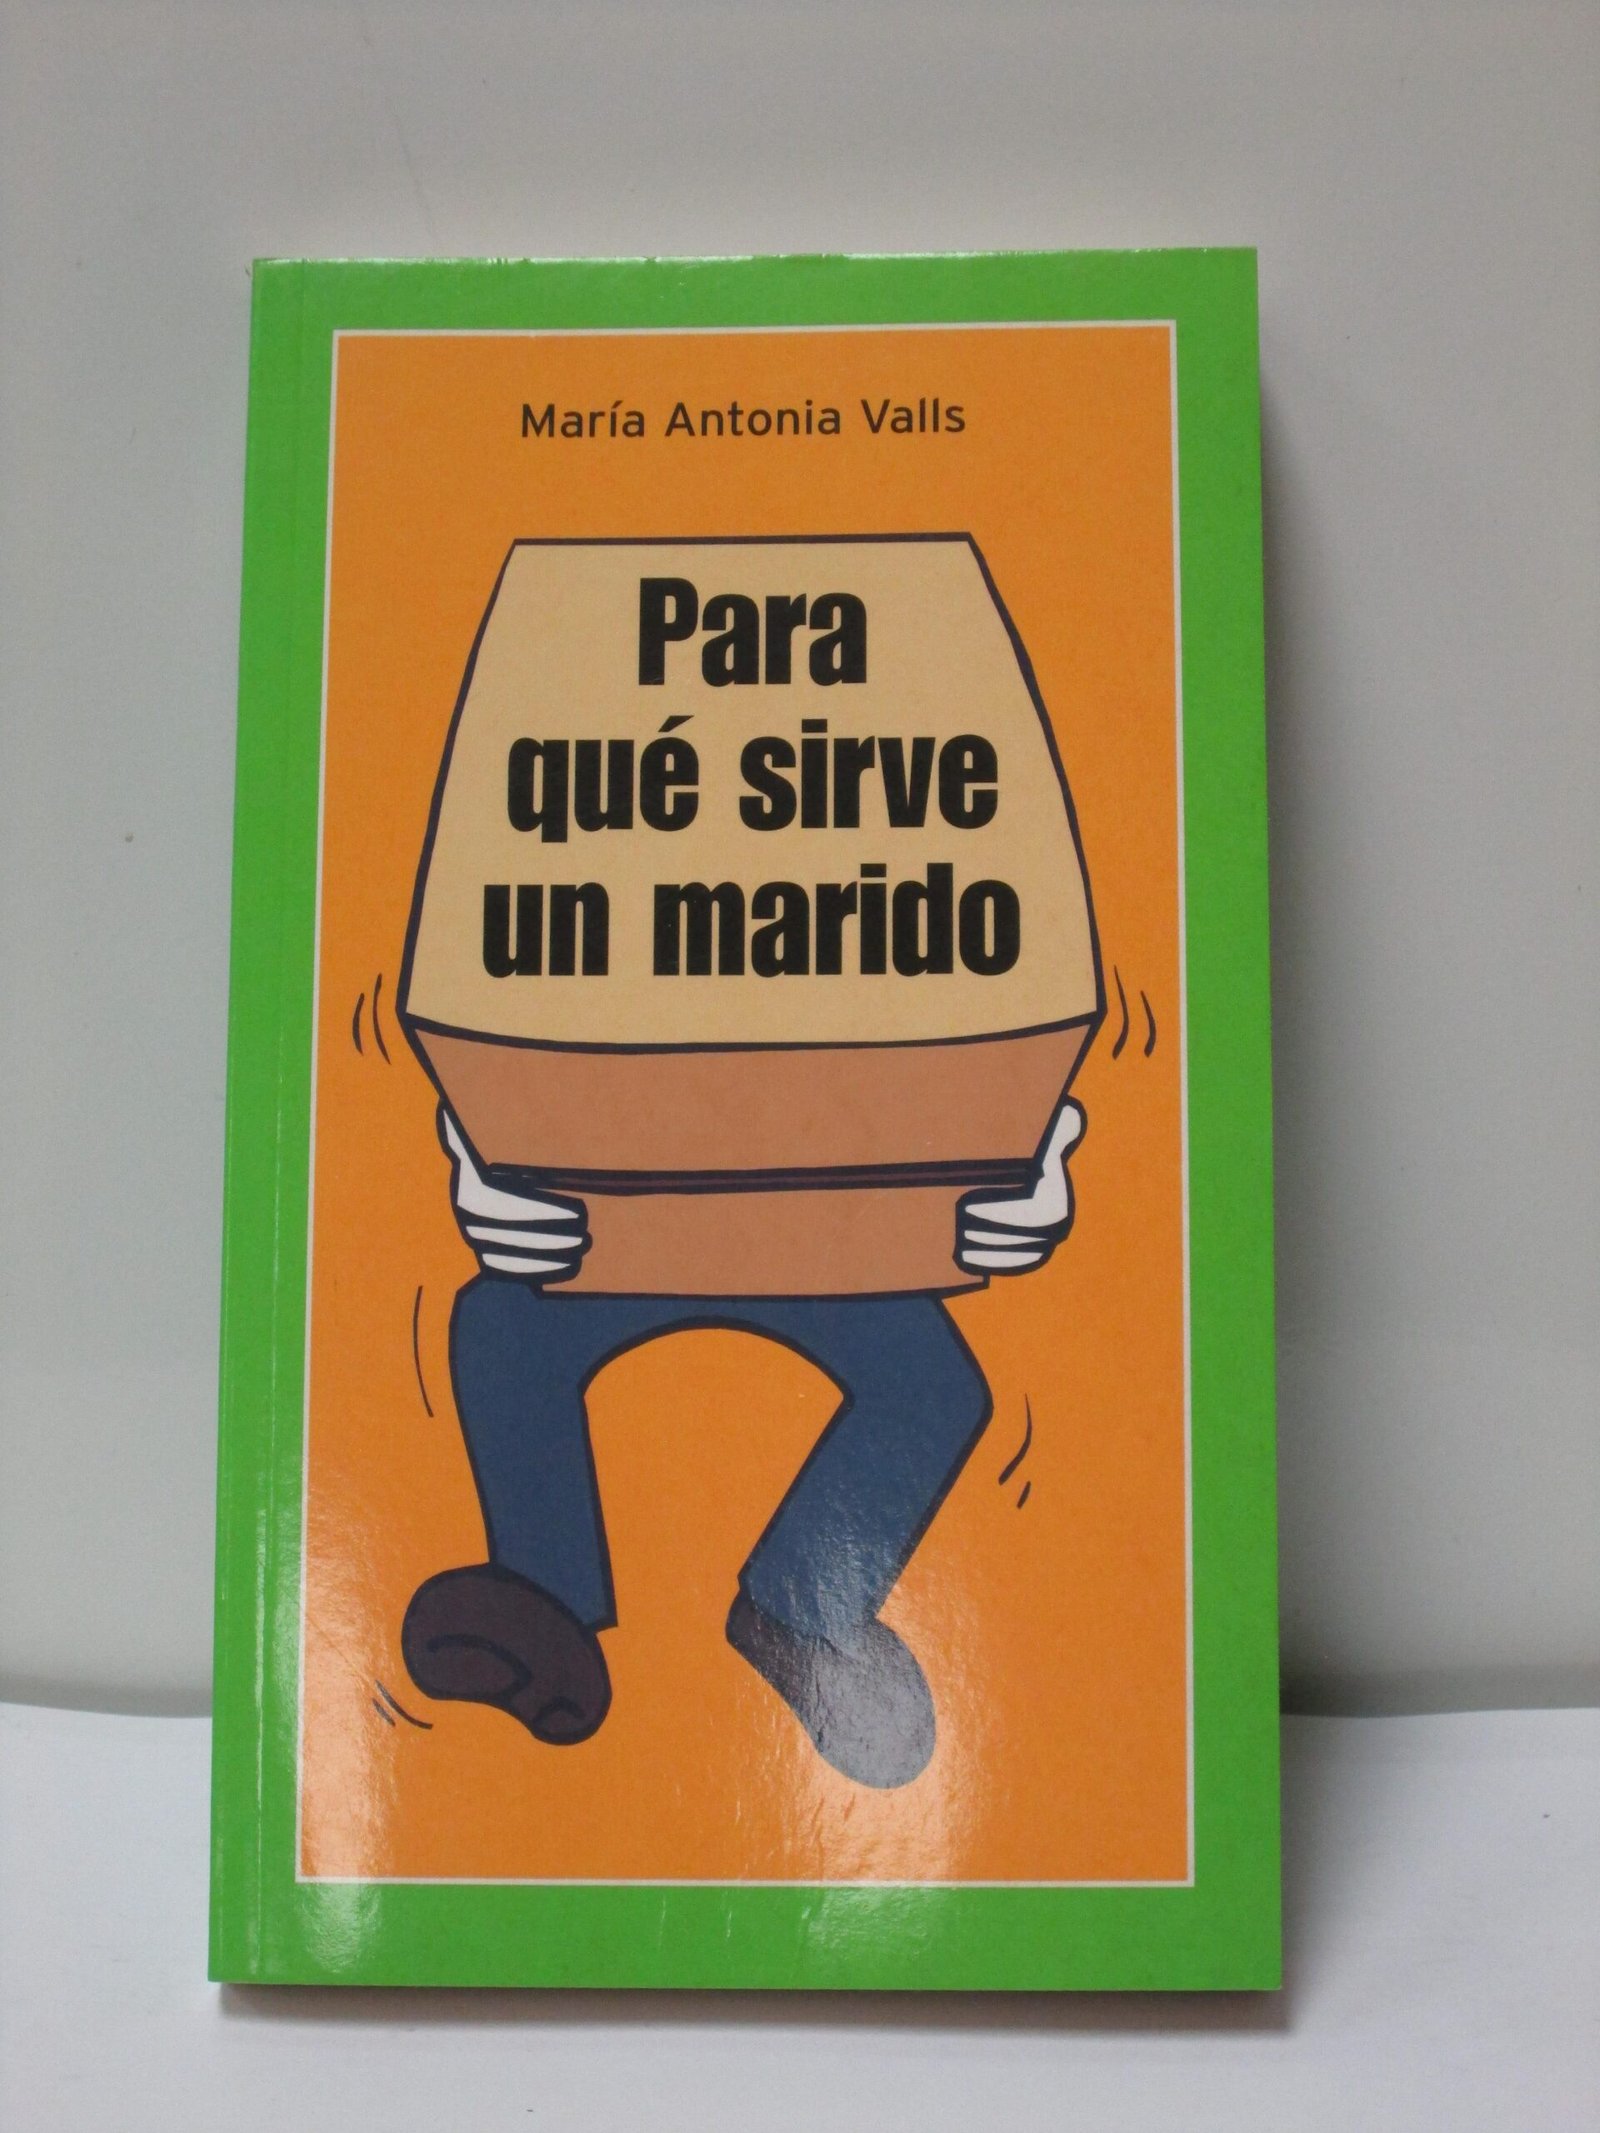 María Antonia Valls
Para
qué sirve
un marido